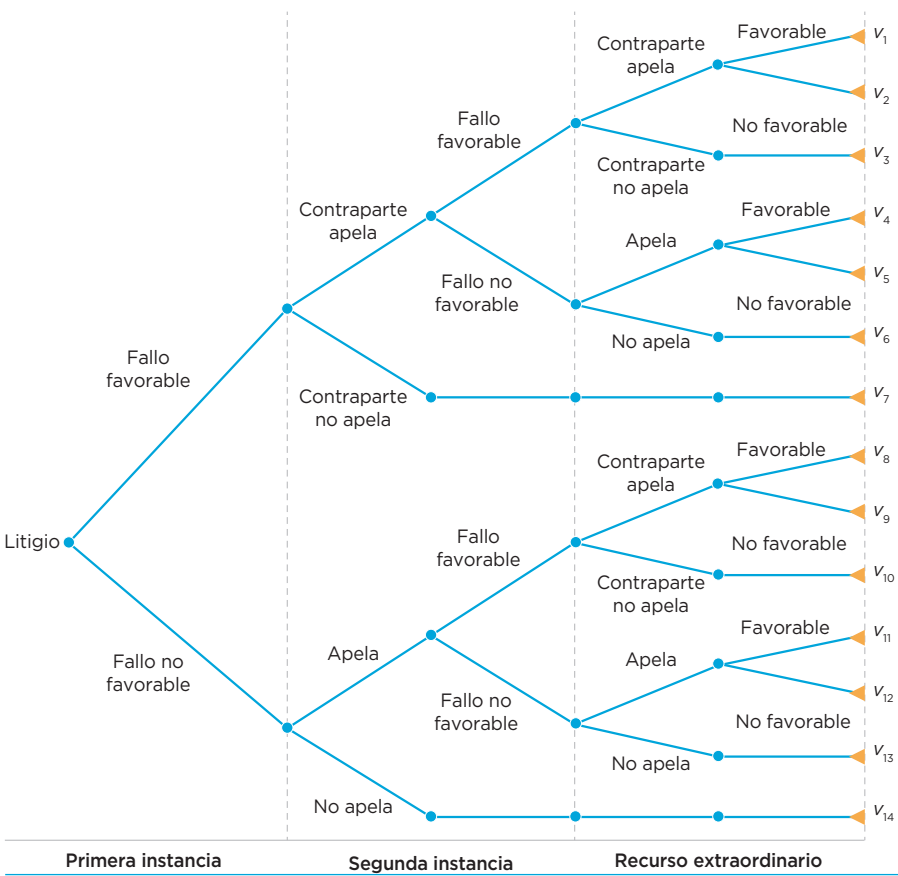 Favorable
V1
Contraparte
apela
V2
Fallo
favorable
No favorable
V3
Contraparte
no apela
Contraparte
apela
Favorable
V4
Apela
V5
Fallo no
favorable
No favorable
No apela
V6
Fallo
favorable
Contraparte
no apela
V7
Favorable
V8
Contraparte
apela
V9
Litigio
Fallo
favorable
No favorable
V10
Contraparte
no apela
Favorable
V11
Apela
Apela
Fallo no
favorable
V12
Fallo no
favorable
No favorable
No apela
V13
No apela
V14
Primera instancia
Segunda instancia
Recurso extraordinario